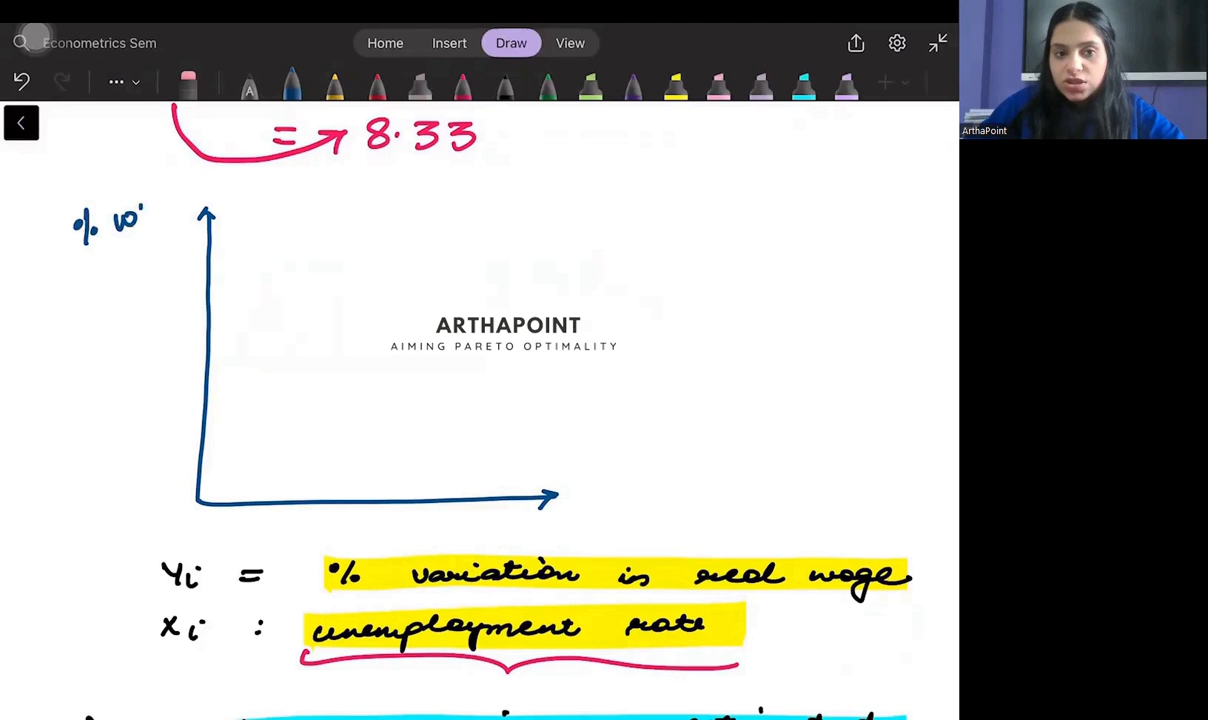 Econometrics Sem
Home Insert Draw View
A
= → 8.33
ArthaPoint
%
ARTHAPOINT
AIMING PARETO OPTIMALITY
Yi = % variation in real wage
Xi : unemployment rate